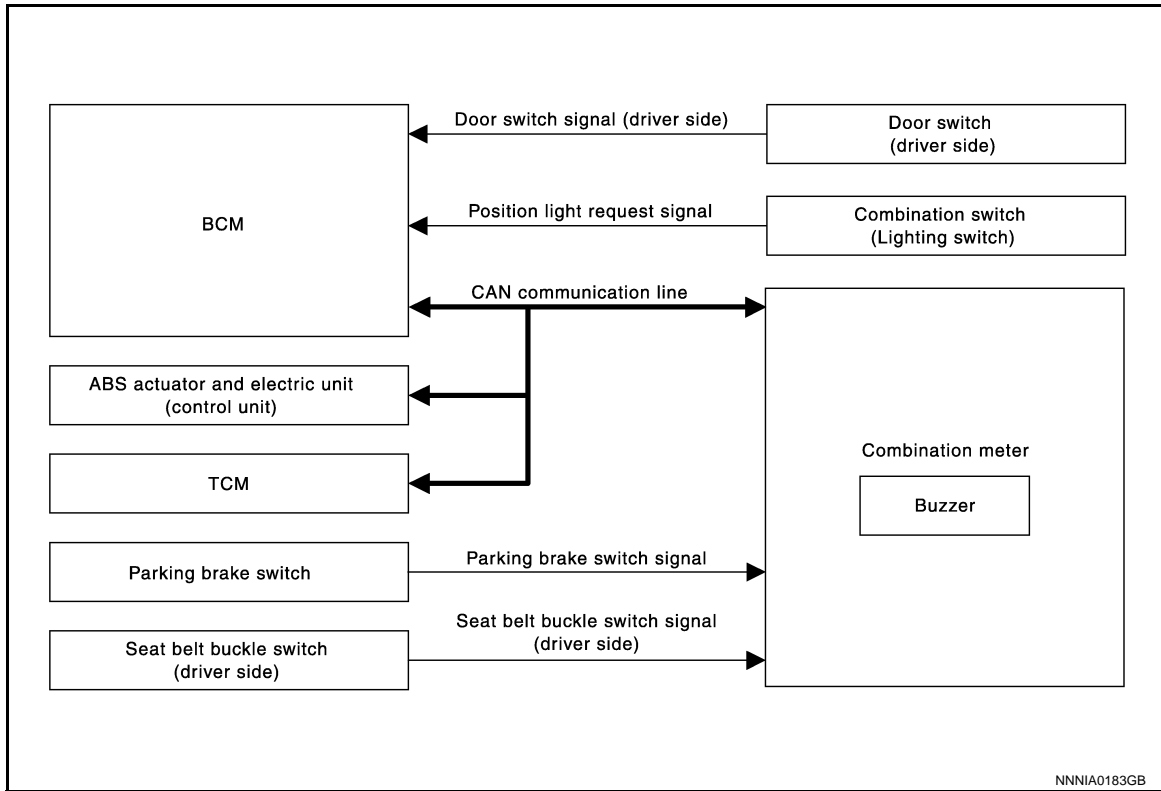 Door switch signal (driver side)
Door switch
(driver side)
BCM
Position light request signal
Combination switch
(Lighting switch)
CAN communication line
ABS actuator and electric unit
(control unit)
TCM
Combination meter
Buzzer
Parking brake switch
Parking brake switch signal
Seat belt buckle switch
(driver side)
Seat belt buckle switch signal
(driver side)
NNNIA0183GB